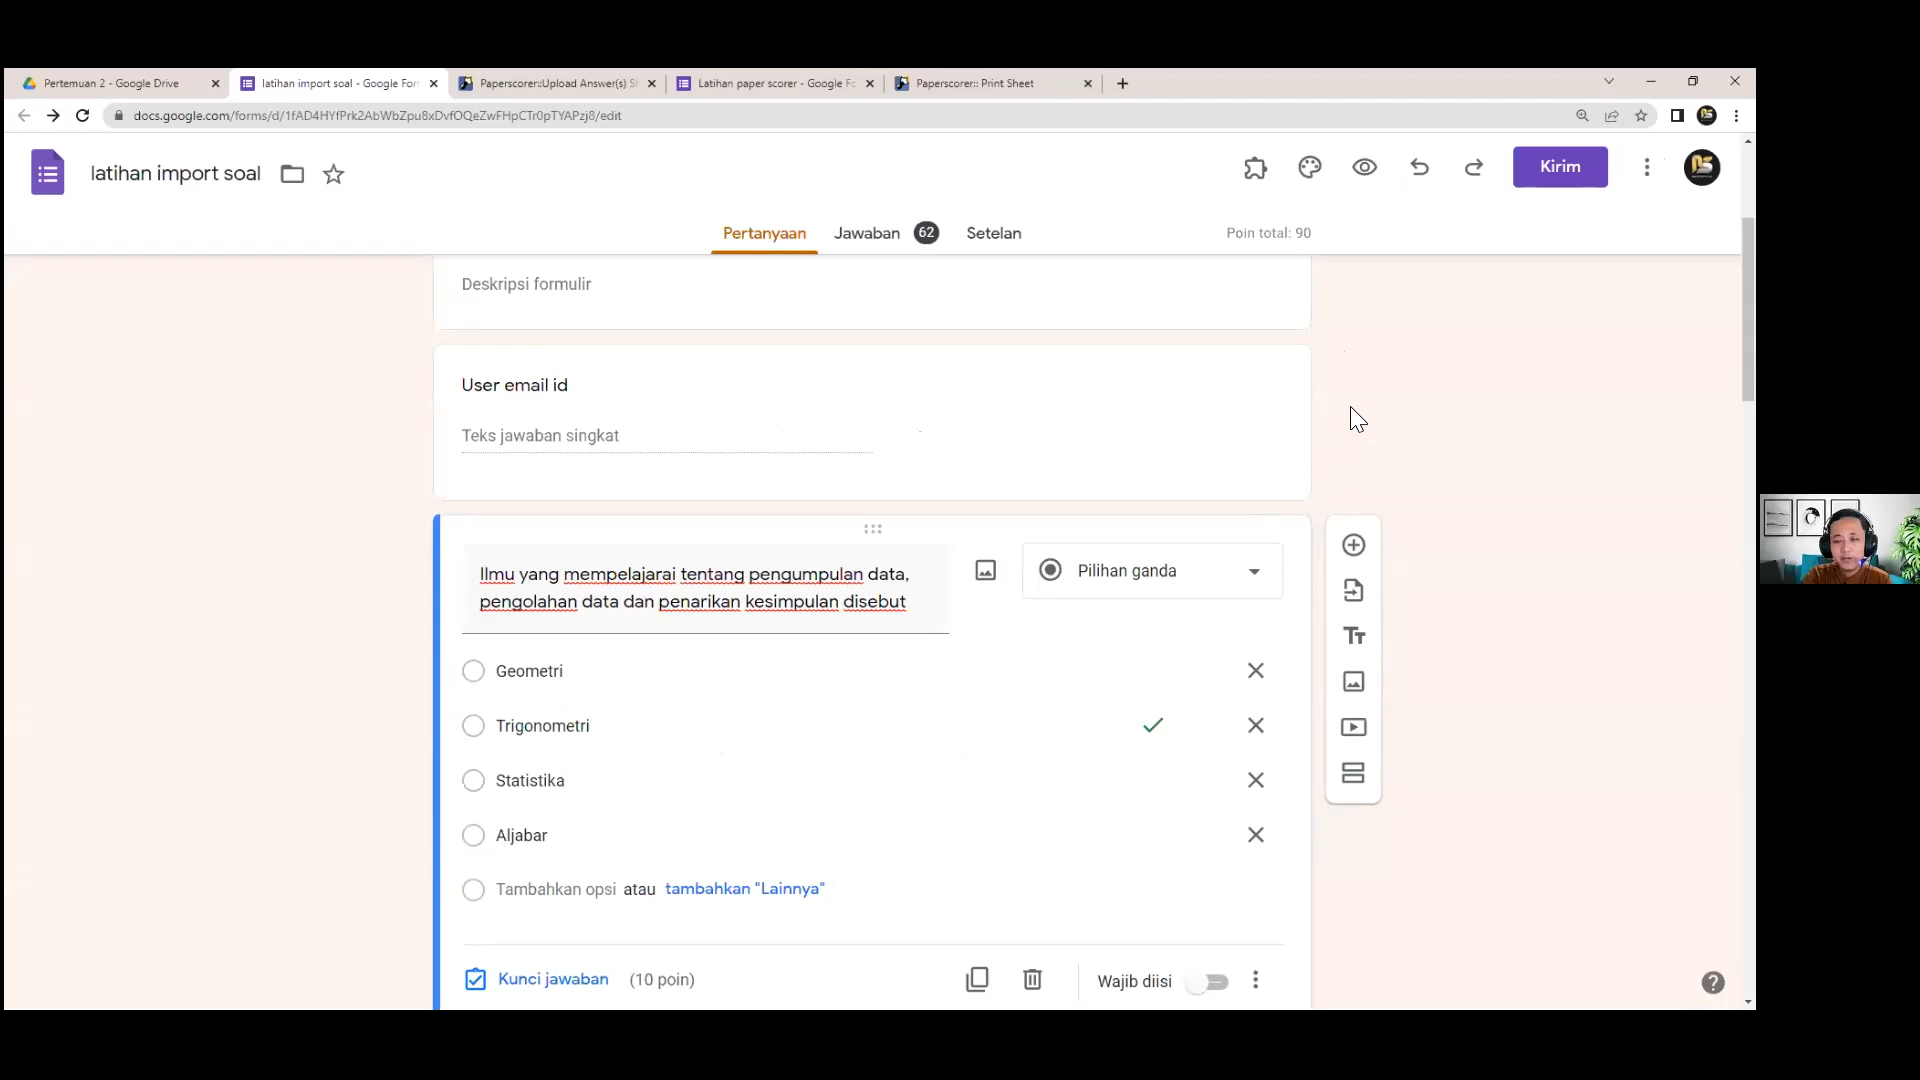 Pertemuan 2 - Google Drive
latihan import soal - Google For
Paperscorer::Upload Answer(s) S
Latihan paper scorer - Google Fo
Paperscorer:: Print Sheet
docs.google.com/forms/d/1fAD4HYfPrk2AbWbZpu8xDvfOQeZwFHpCTr0pTYAPzj8/edit
latihan import soal
Kirim
Pertanyaan
Jawaban
62
Setelan
Poin total: 90
Deskripsi formulir
User email id
Teks jawaban singkat
Ilmu yang mempelajarai tentang pengumpulan data,
pengolahan data dan penarikan kesimpulan disebut
Pilihan ganda
Geometri
Trigonometri
Statistika
Aljabar
Tambahkan opsi atau tambahkan "Lainnya"
Kunci jawaban (10 poin)
Wajib diisi